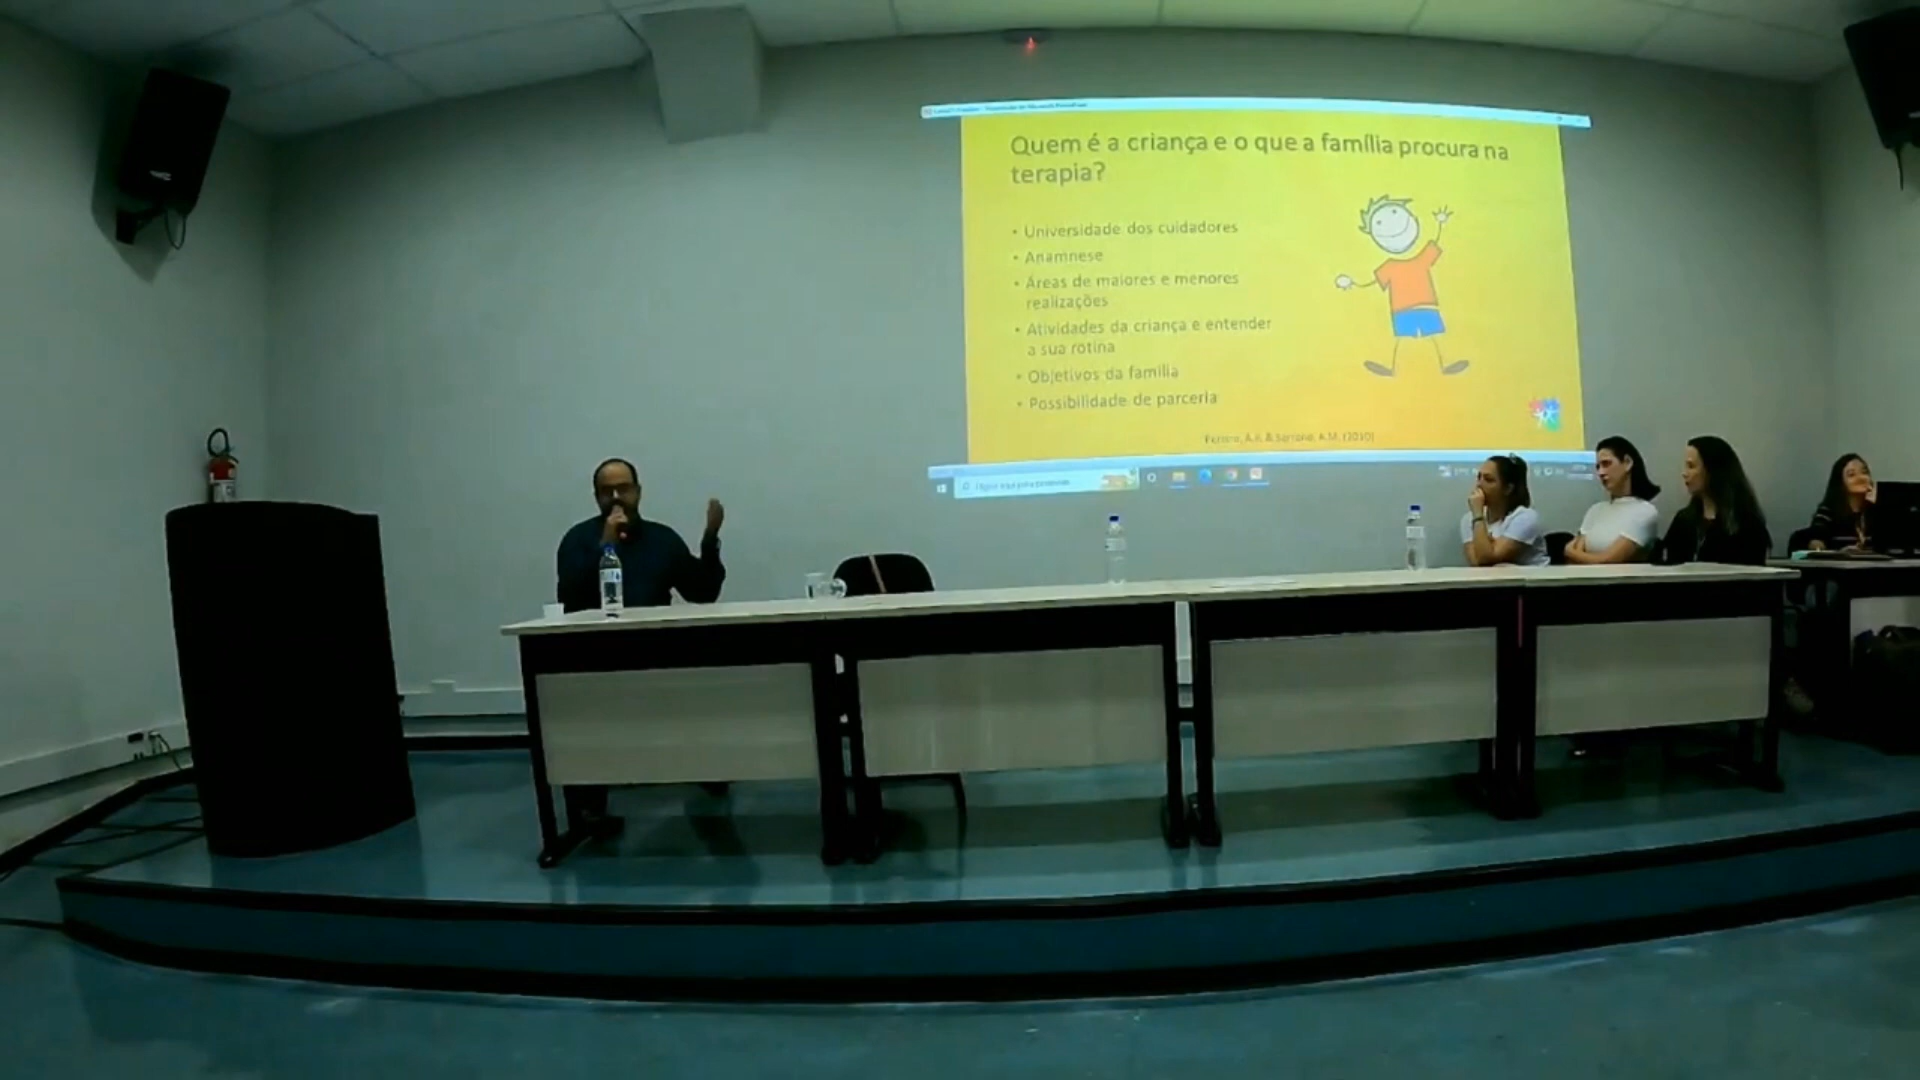 Quem é a criança e o que a família procura na
terapia?
• Universidade dos cuidadores
• Anamnese
• Áreas de maiores e menores
realizações
• Atividades da criança e entender
a sua rotina
• Objetivos da família
• Possibilidade de parceria
A.M. (2010)